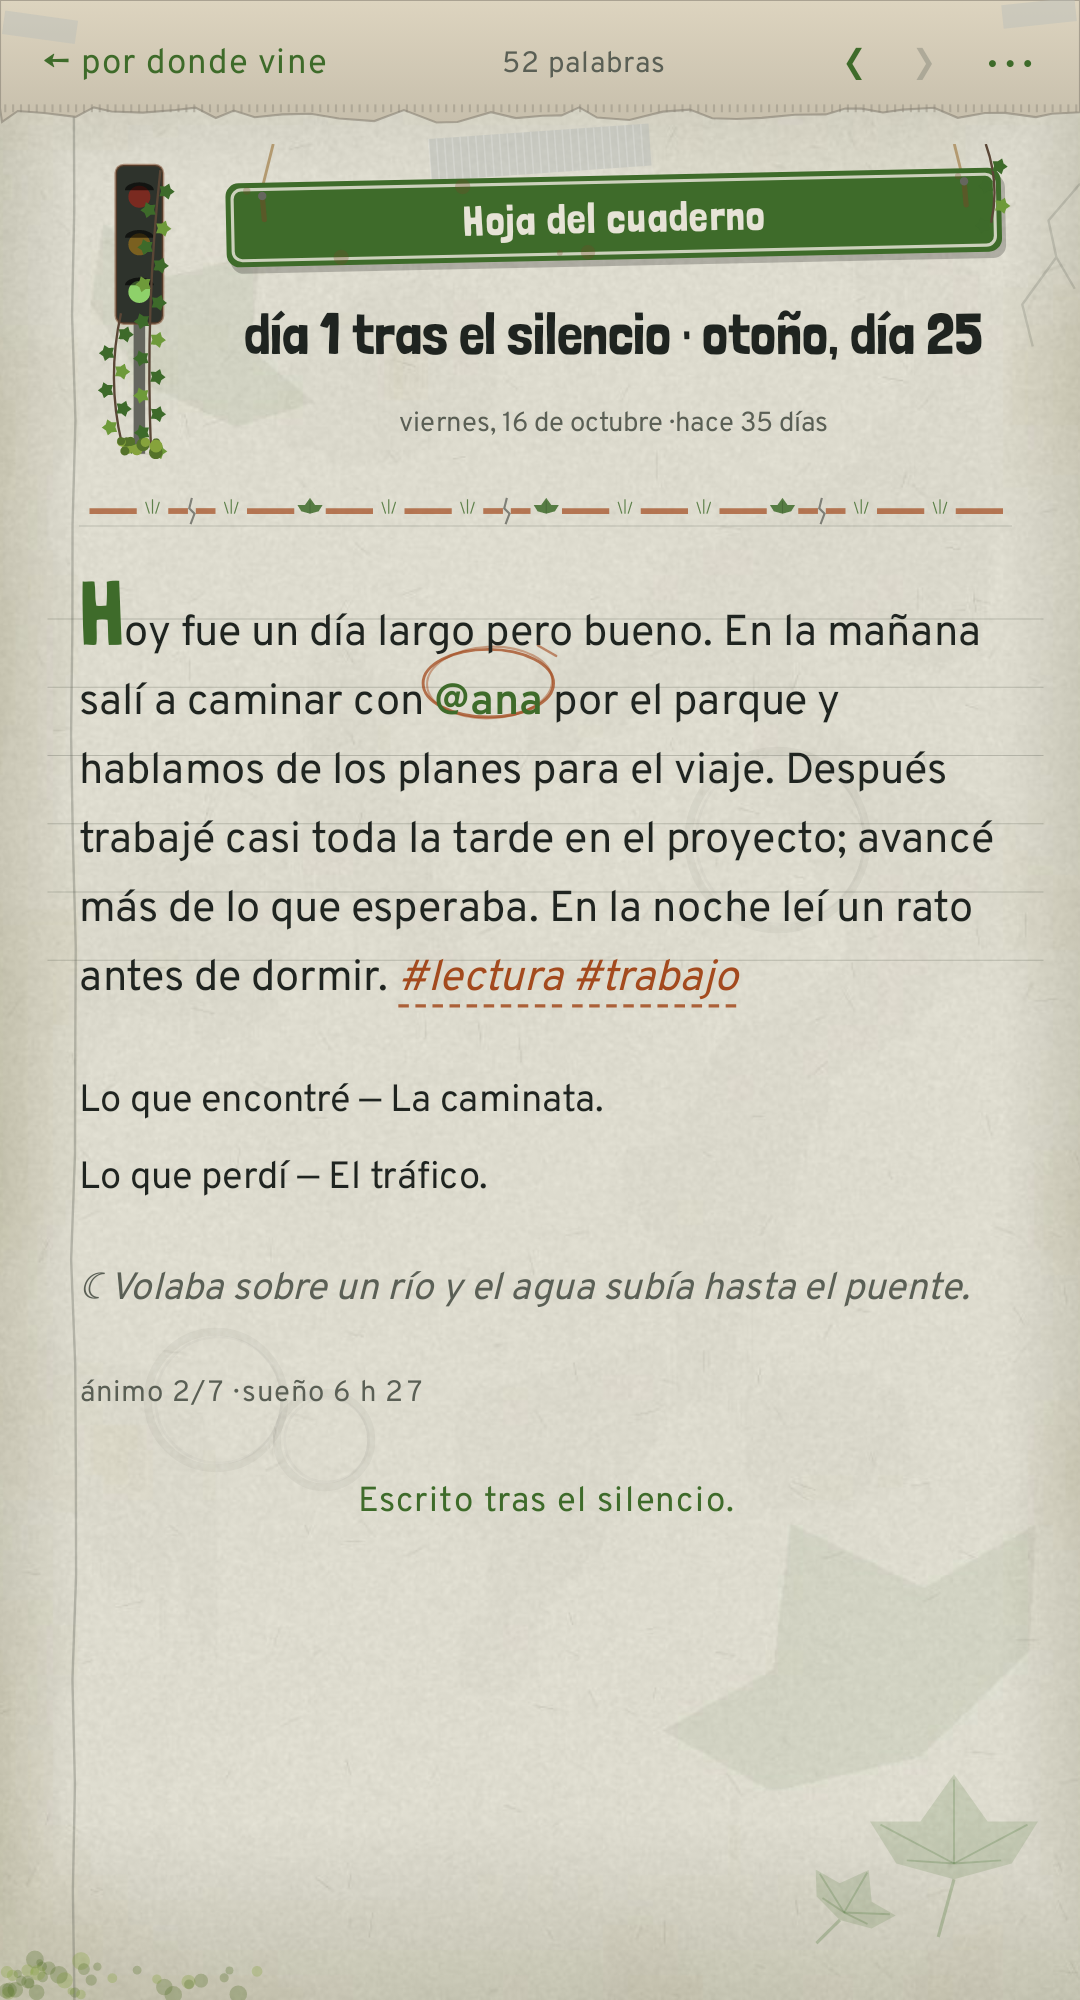 ← por donde vine
52 palabras
❮ ❯ •••
Hoja del cuaderno
día 1 tras el silencio · otoño, día 25
viernes, 16 de octubre ·hace 35 días
Hoy fue un día largo pero bueno. En la mañana
salí a caminar con @ana por el parque y
hablamos de los planes para el viaje. Después
trabajé casi toda la tarde en el proyecto; avancé
más de lo que esperaba. En la noche leí un rato
antes de dormir. #lectura #trabajo
Lo que encontré — La caminata.
Lo que perdí — El tráfico.
☾ Volaba sobre un río y el agua subía hasta el puente.
ánimo 2/7 ·sueño 6 h 27
Escrito tras el silencio.